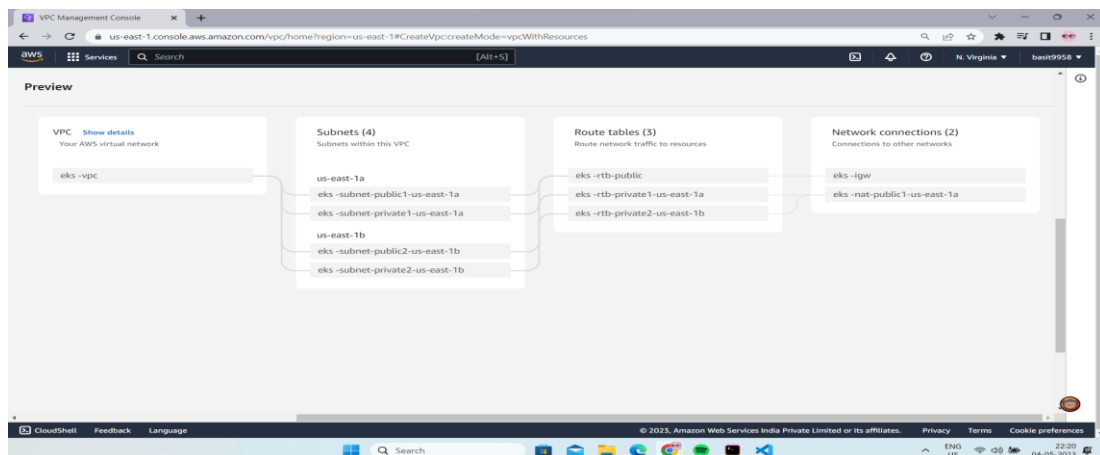 VPC Management Console
us-east-1.console.aws.amazon.com/vpc/home?region=us-east-1#CreateVpc:createMode=vpcWithResources
aws Services Search [Alt+S] N. Virginia basit9958
Preview
VPC Show details
Your AWS virtual network
eks -vpc
Subnets (4)
Subnets within this VPC
us-east-1a
eks -subnet-public1-us-east-1a
eks -subnet-private1-us-east-1a
us-east-1b
eks -subnet-public2-us-east-1b
eks -subnet-private2-us-east-1b
Route tables (3)
Route network traffic to resources
eks -rtb-public
eks -rtb-private1-us-east-1a
eks -rtb-private2-us-east-1b
Network connections (2)
Connections to other networks
eks -igw
eks -nat-public1-us-east-1a
CloudShell Feedback Language © 2023, Amazon Web Services India Private Limited or its affiliates. Privacy Terms Cookie preferences
Search ENG 22:20
US 04-05-2023